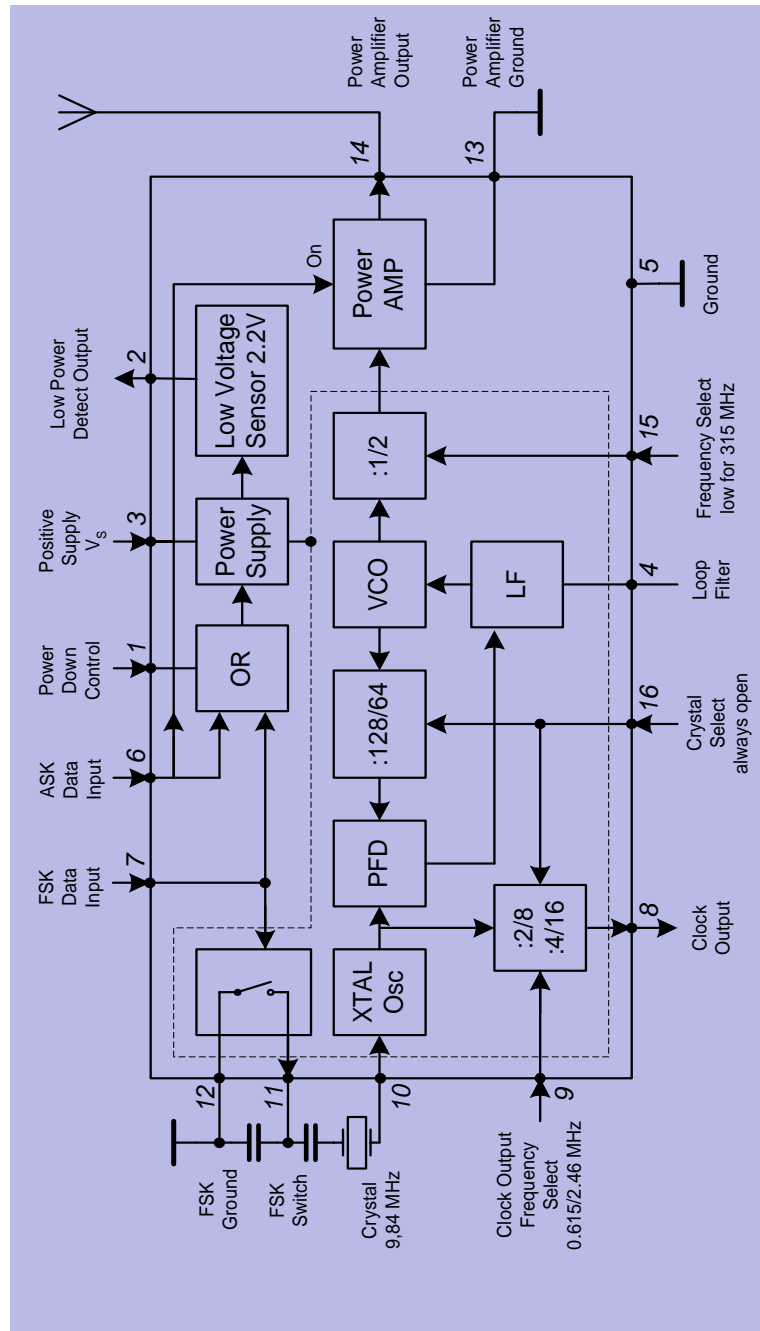 FSK
Data
Input
7
ASK
Data
Input
6
Power
Down
Control
1
Positive
Supply
VS
3
Low Power
Detect Output
2
OR
Power
Supply
Low Voltage
Sensor 2.2V
On
12
FSK
Ground
11
FSK
Switch
10
Crystal
9,84 MHz
XTAL
Osc
PFD
:128/64
VCO
:1/2
Power
AMP
14
Power
Amplifier
Output
13
Power
Amplifier
Ground
:2/8
:4/16
LF
9
Clock Output
Frequency
Select
0.615/2.46 MHz
8
Clock
Output
16
Crystal
Select
always open
4
Loop
Filter
15
Frequency Select
low for 315 MHz
5
Ground